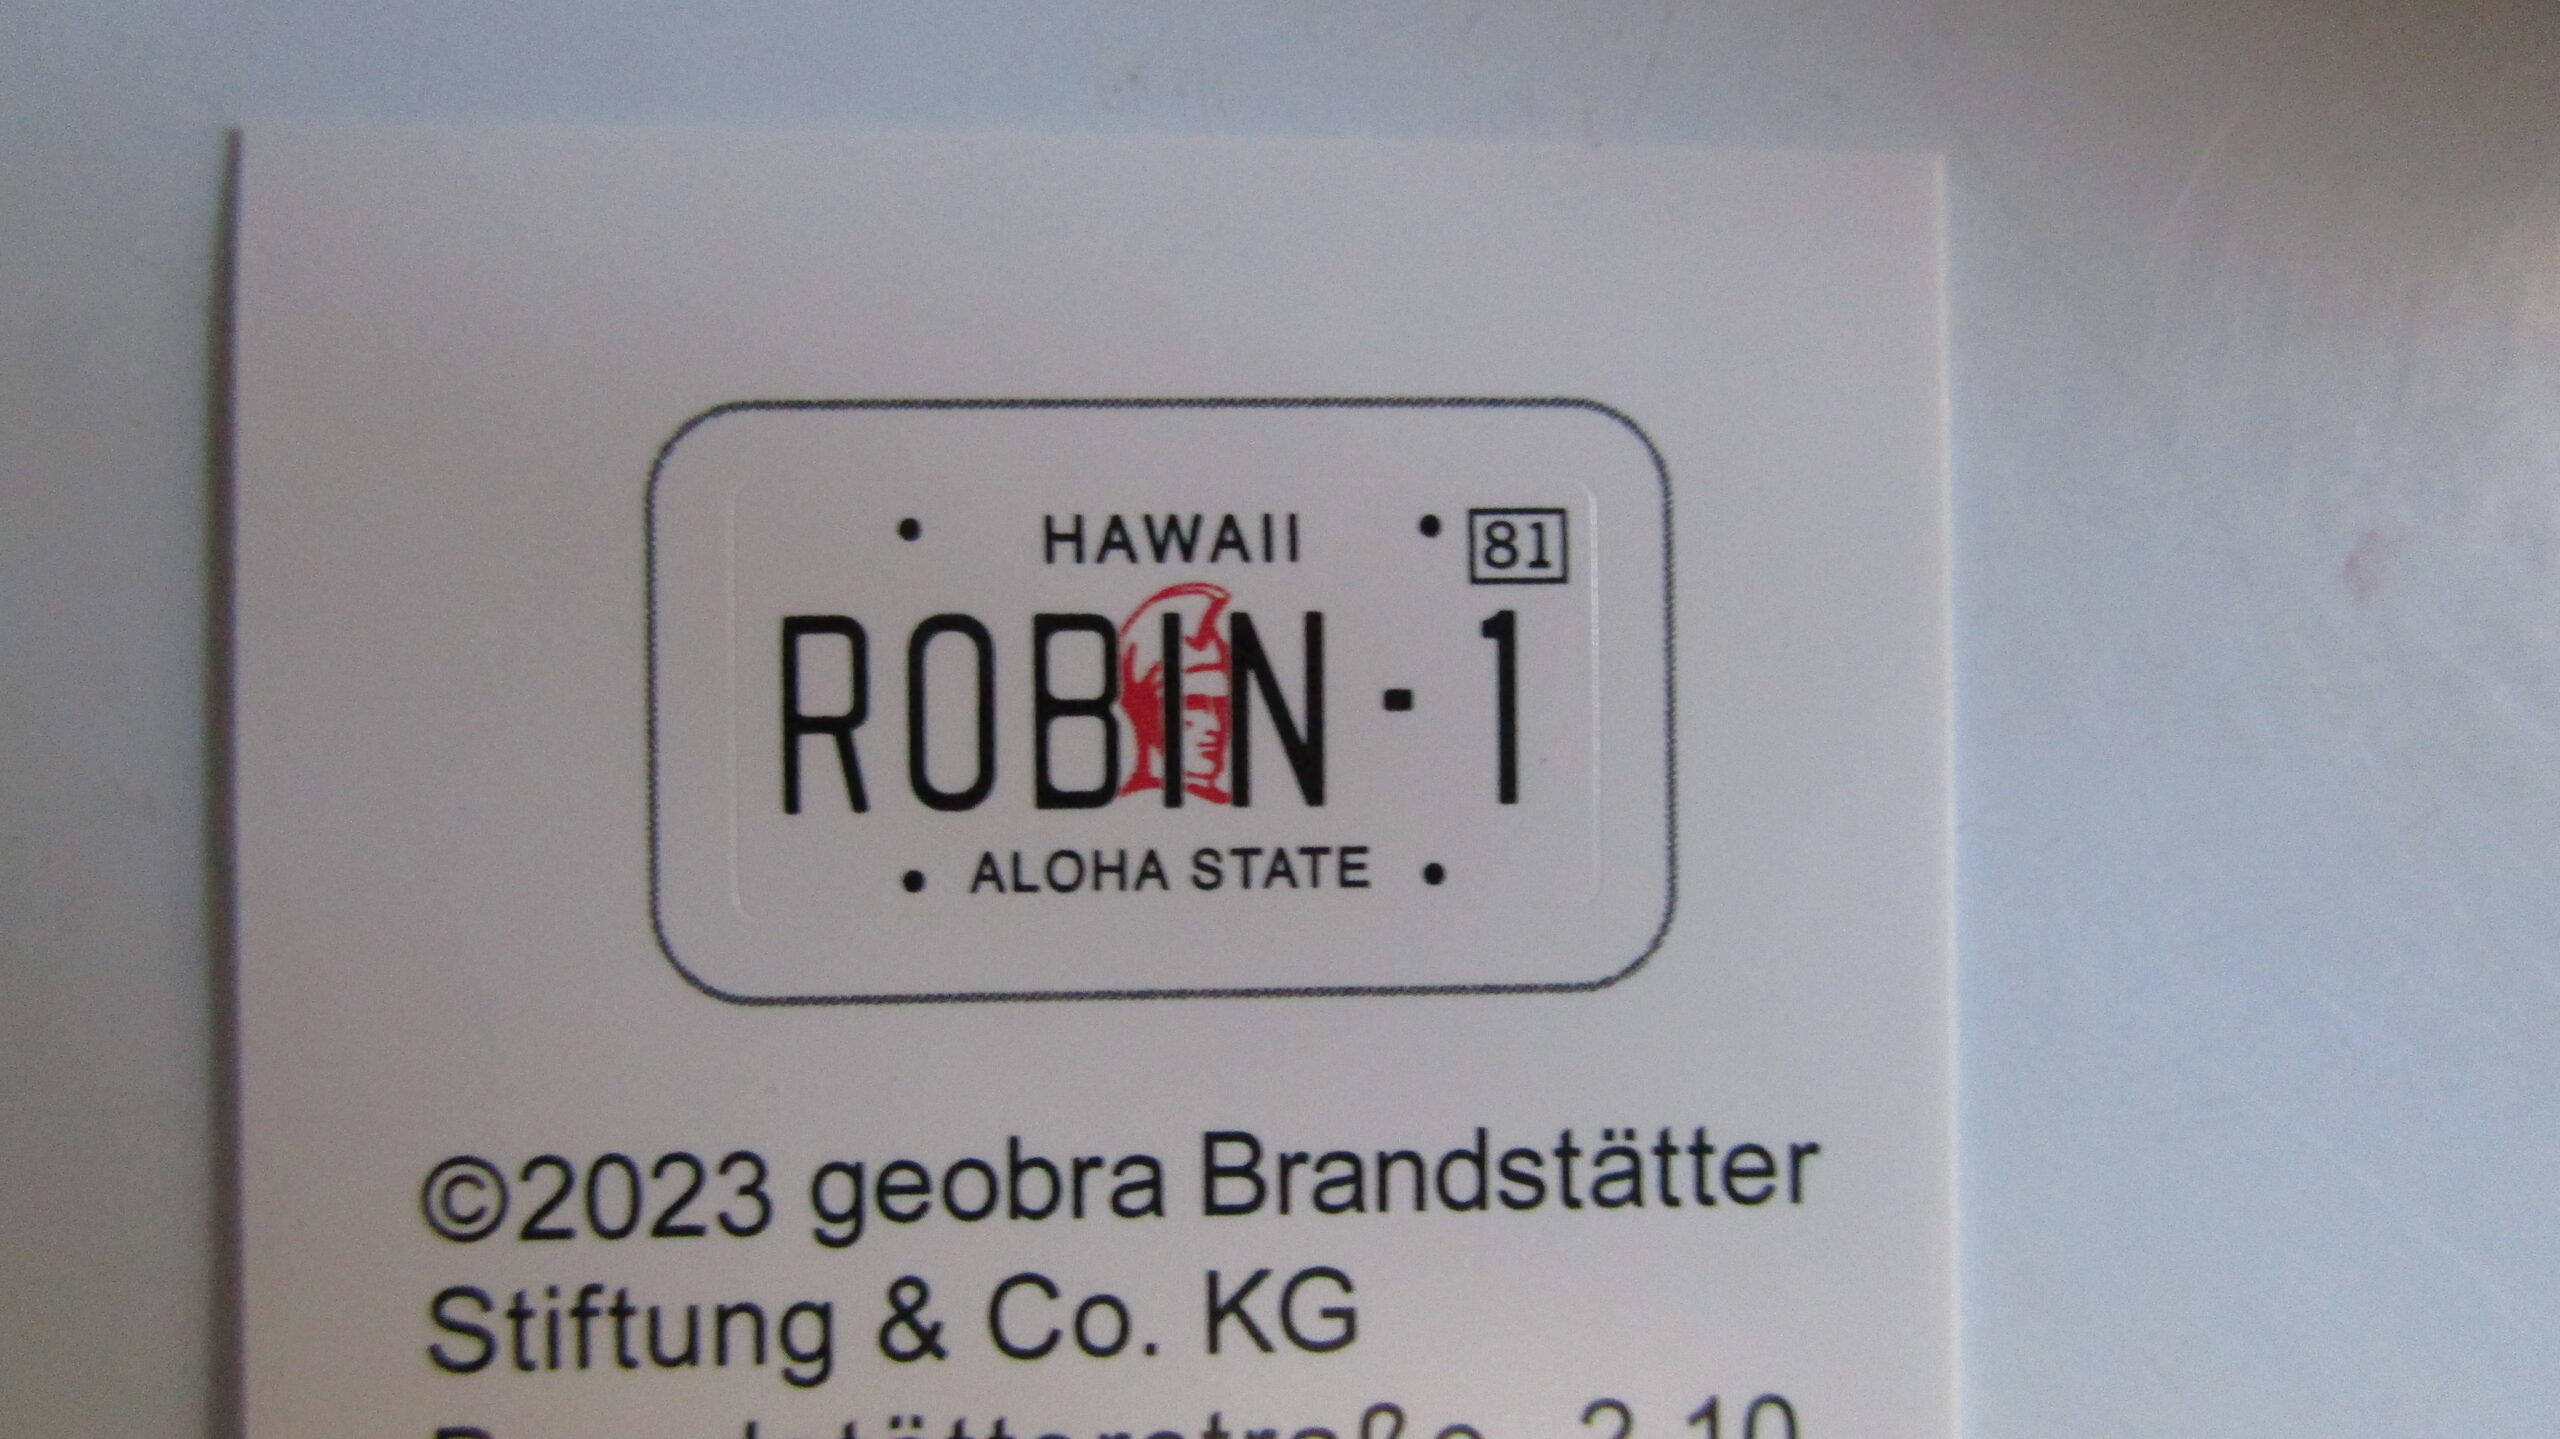 HAWAII 81
ROBIN-1
ALOHA STATE
©2023 geobra Brandstätter
Stiftung & Co. KG